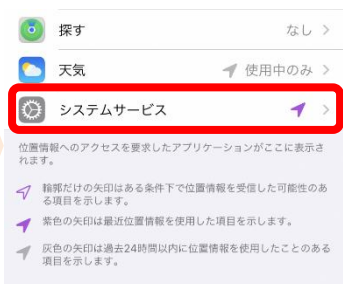 探す なし
天気 使用中のみ
システムサービス
位置情報へのアクセスを要求したアプリケーションがここに表示さ
れます。
輪郭だけの矢印はある条件下で位置情報を受信した可能性のあ
る項目を示します。
紫色の矢印は最近位置情報を使用した項目を示します。
灰色の矢印は過去24時間以内に位置情報を使用したことのある
項目を示します。